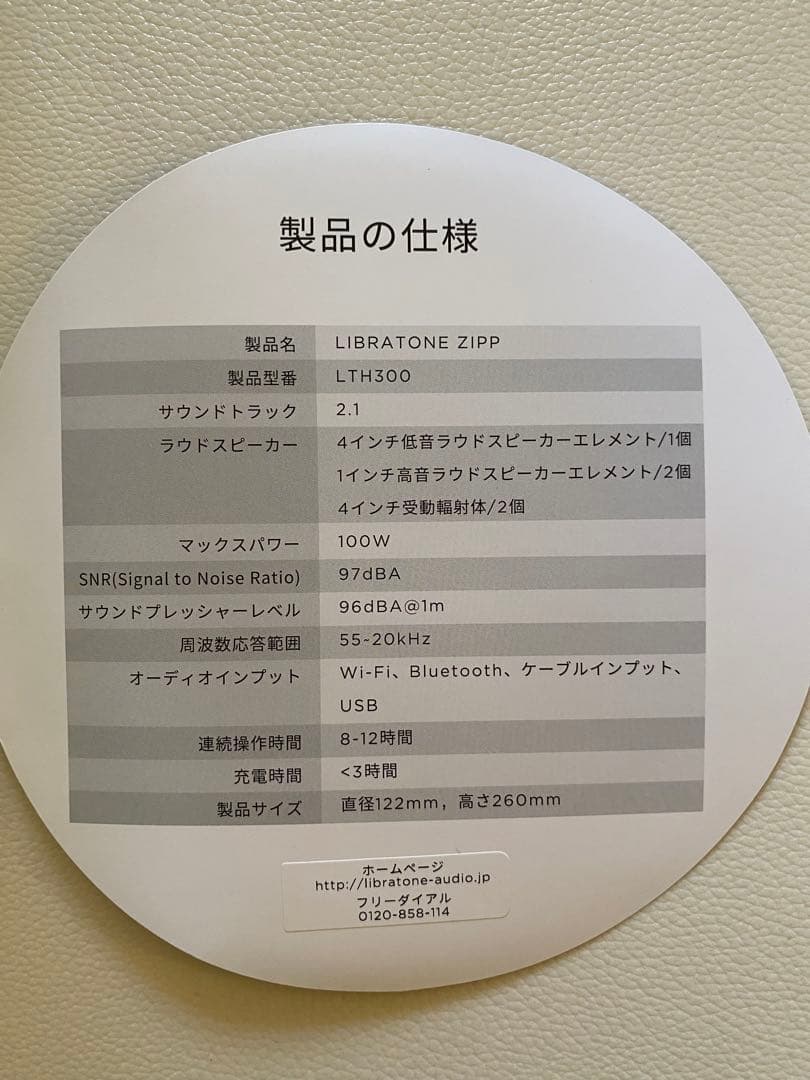 製品の仕様
製品名 LIBRATONE ZIPP
製品型番 LTH300
サウンドトラック 2.1
ラウドスピーカー 4インチ低音ラウドスピーカーエレメント/1個
1インチ高音ラウドスピーカーエレメント/2個
4インチ受動輻射体/2個
マックスパワー 100W
SNR(Signal to Noise Ratio) 97dBA
サウンドプレッシャーレベル 96dBA@1m
周波数応答範囲 55~20kHz
オーディオインプット Wi-Fi、Bluetooth、ケーブルインプット、
USB
連続操作時間 8-12時間
充電時間 <3時間
製品サイズ 直径122mm，高さ260mm
ホームページ
http://libratone-audio.jp
フリーダイアル
0120-858-114